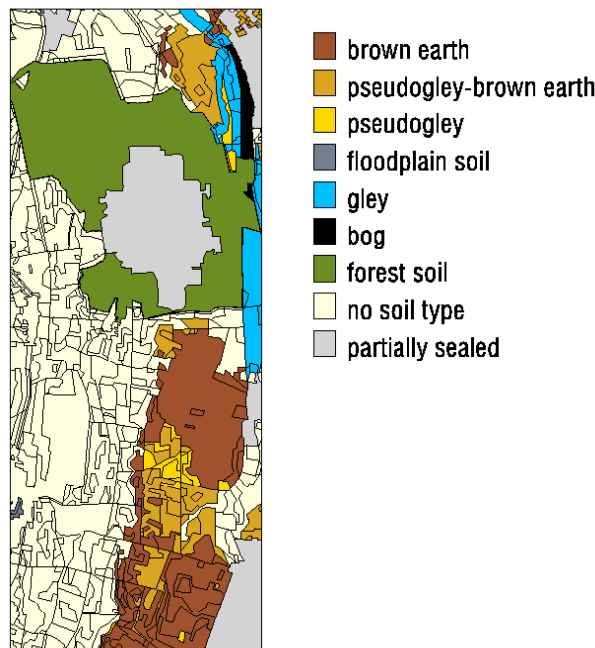 brown earth
pseudogley-brown earth
pseudogley
floodplain soil
gley
bog
forest soil
no soil type
partially sealed